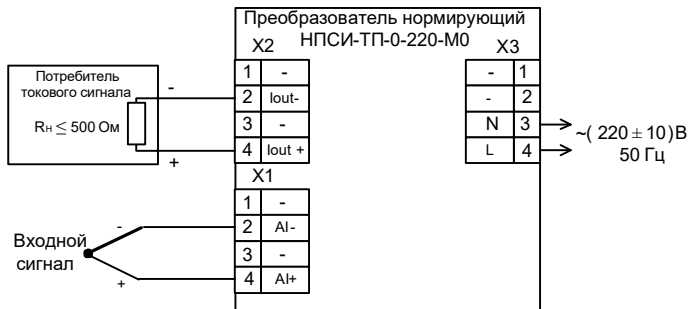 Преобразователь нормирующий
НПСИ-ТП-0-220-М0
X2
X3
1 -
2 Iout-
3 -
4 Iout +
- 1
- 2
N 3
L 4
Потребитель
токового сигнала
Rн ≤ 500 Ом
-
+
~( 220 ± 10)В
50 Гц
X1
1 -
2 AI-
3 -
4 AI+
Входной
сигнал
-
+